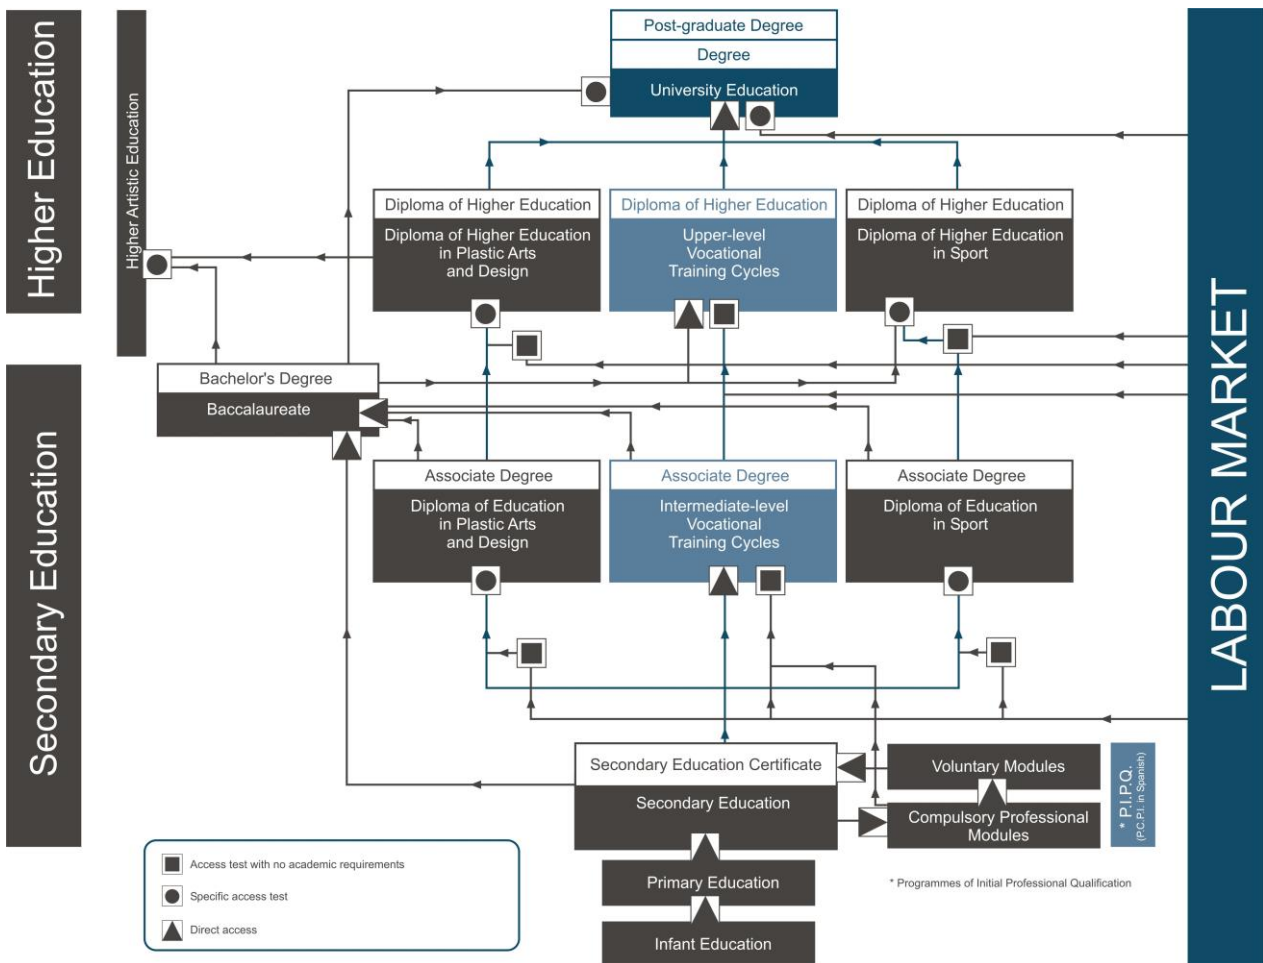 Higher Education
Secondary Education
Higher Artistic Education
Post-graduate Degree
Degree
University Education
Diploma of Higher Education
Diploma of Higher Education
in Plastic Arts
and Design
Diploma of Higher Education
Upper-level
Vocational
Training Cycles
Diploma of Higher Education
Diploma of Higher Education
in Sport
Bachelor's Degree
Baccalaureate
Associate Degree
Diploma of Education
in Plastic Arts
and Design
Associate Degree
Intermediate-level
Vocational
Training Cycles
Associate Degree
Diploma of Education
in Sport
Secondary Education Certificate
Secondary Education
Primary Education
Infant Education
Voluntary Modules
Compulsory Professional
Modules
* P.I.P.Q.
(P.C.P.I. in Spanish)
* Programmes of Initial Professional Qualification
Access test with no academic requirements
Specific access test
Direct access
LABOUR MARKET